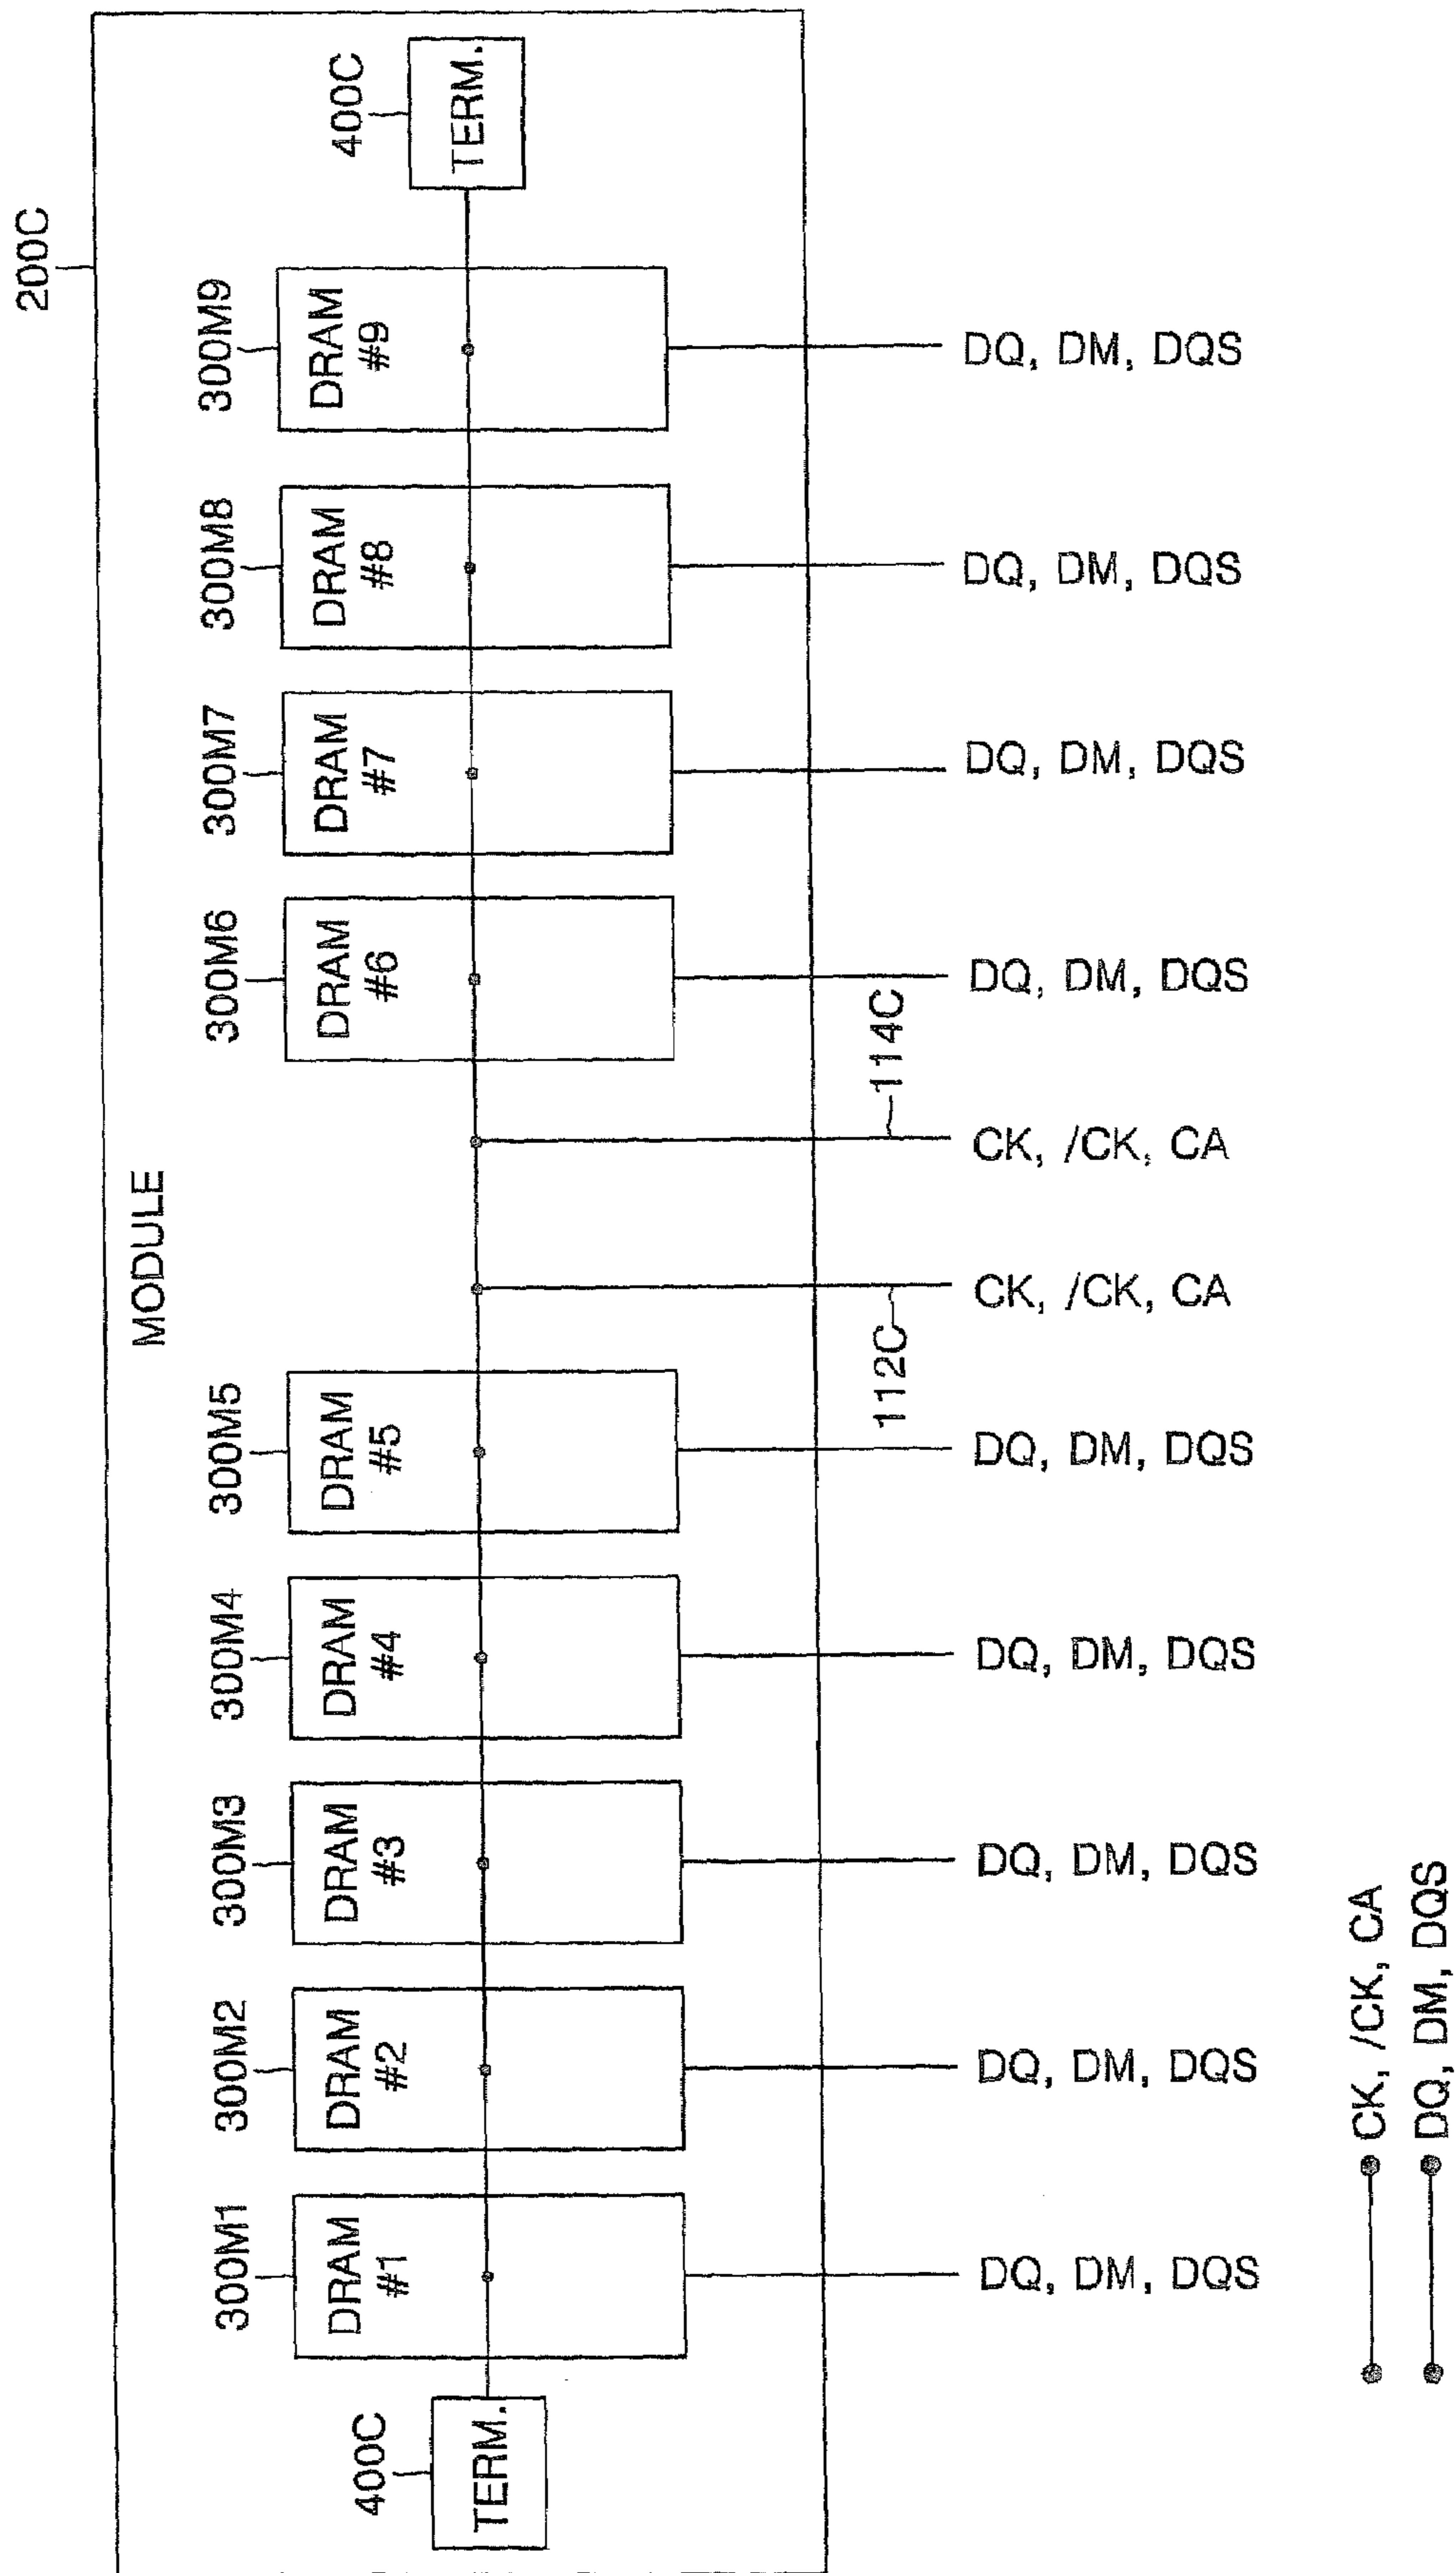 200C
MODULE
400C
TERM.
300M1
DRAM
#1
DQ, DM, DQS
300M2
DRAM
#2
DQ, DM, DQS
300M3
DRAM
#3
DQ, DM, DQS
300M4
DRAM
#4
DQ, DM, DQS
300M5
DRAM
#5
DQ, DM, DQS
112C
CK, /CK, CA
114C
CK, /CK, CA
300M6
DRAM
#6
DQ, DM, DQS
300M7
DRAM
#7
DQ, DM, DQS
300M8
DRAM
#8
DQ, DM, DQS
300M9
DRAM
#9
DQ, DM, DQS
400C
TERM.
CK, /CK, CA
DQ, DM, DQS